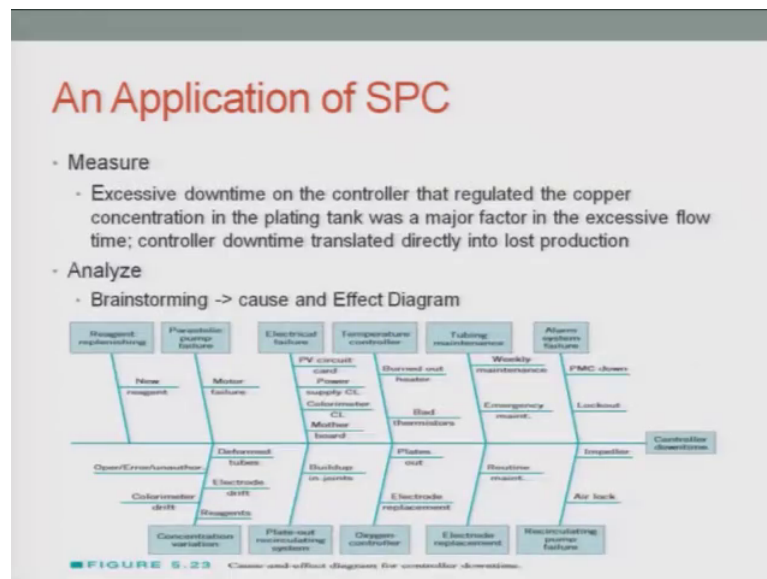 An Application of SPC
Measure
Excessive downtime on the controller that regulated the copper
concentration in the plating tank was a major factor in the excessive flow
time; controller downtime translated directly into lost production
Analyze
Brainstorming -> cause and Effect Diagram
Reagent
replenishing
Peristaltic
pump
failure
Electrical
failure
Temperature
controller
Tubing
maintenance
Alarm
system
failure
New
reagent
Motor
failure
PV circuit
card
Power
supply CL
Colorimeter
CL
Mother
board
Burned out
heater
Bad
thermistors
Weekly
maintenance
Emergency
maint.
PMC down
Lockout
Controller
downtime
Oper/Error/unauthor.
Colorimeter
drift
Deformed
tubes
Electrode
drift
Reagents
Buildup
in joints
Plates
out
Electrode
replacement
Routine
maint.
Impeller
Air lock
Concentration
variation
Plate-out
recirculating
system
Oxygen
controller
Electrode
replacement
Recirculating
pump
failure
FIGURE 5.23 Cause-and-effect diagram for controller downtime.